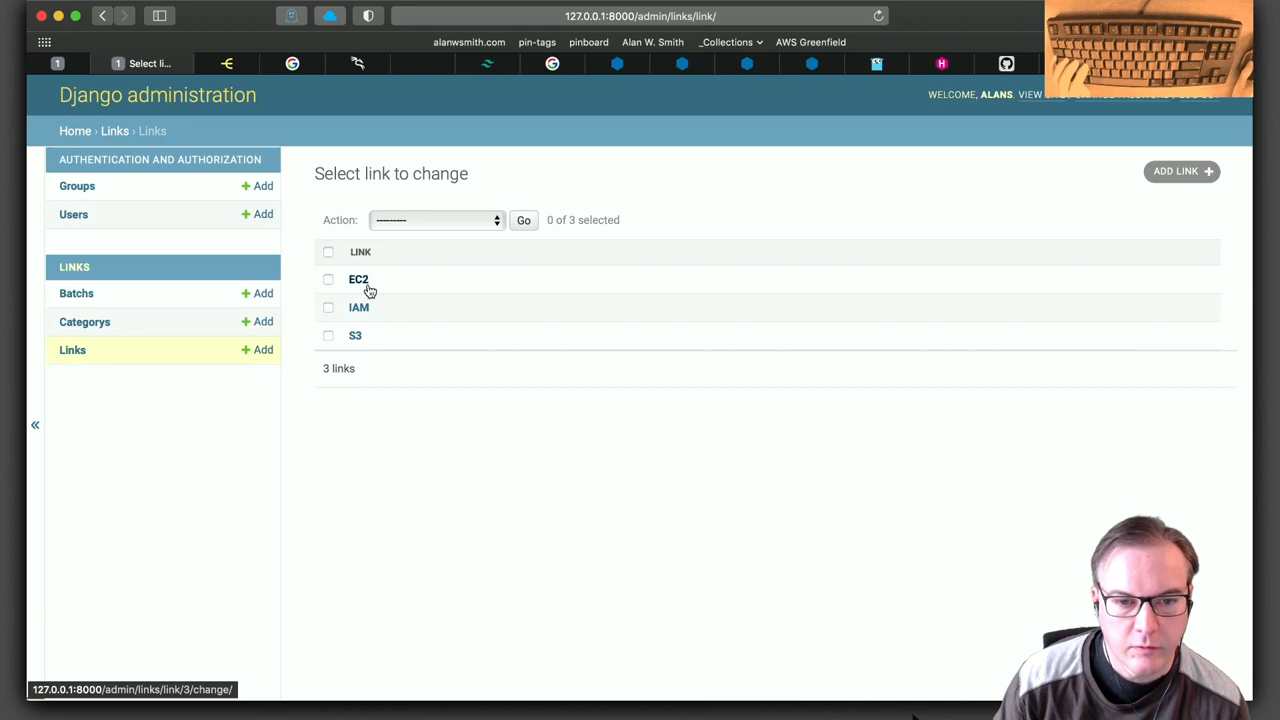 127.0.0.1:8000/admin/links/link/
alanwsmith.com pin-tags pinboard Alan W. Smith _Collections AWS Greenfield
1 1 Select li...
Django administration
WELCOME, ALANS. VIEW
Home › Links › Links
AUTHENTICATION AND AUTHORIZATION
Groups + Add
Users + Add
LINKS
Batchs + Add
Categorys + Add
Links + Add
«
Select link to change
ADD LINK +
Action: --------- Go 0 of 3 selected
LINK
EC2
IAM
S3
3 links
127.0.0.1:8000/admin/links/link/3/change/